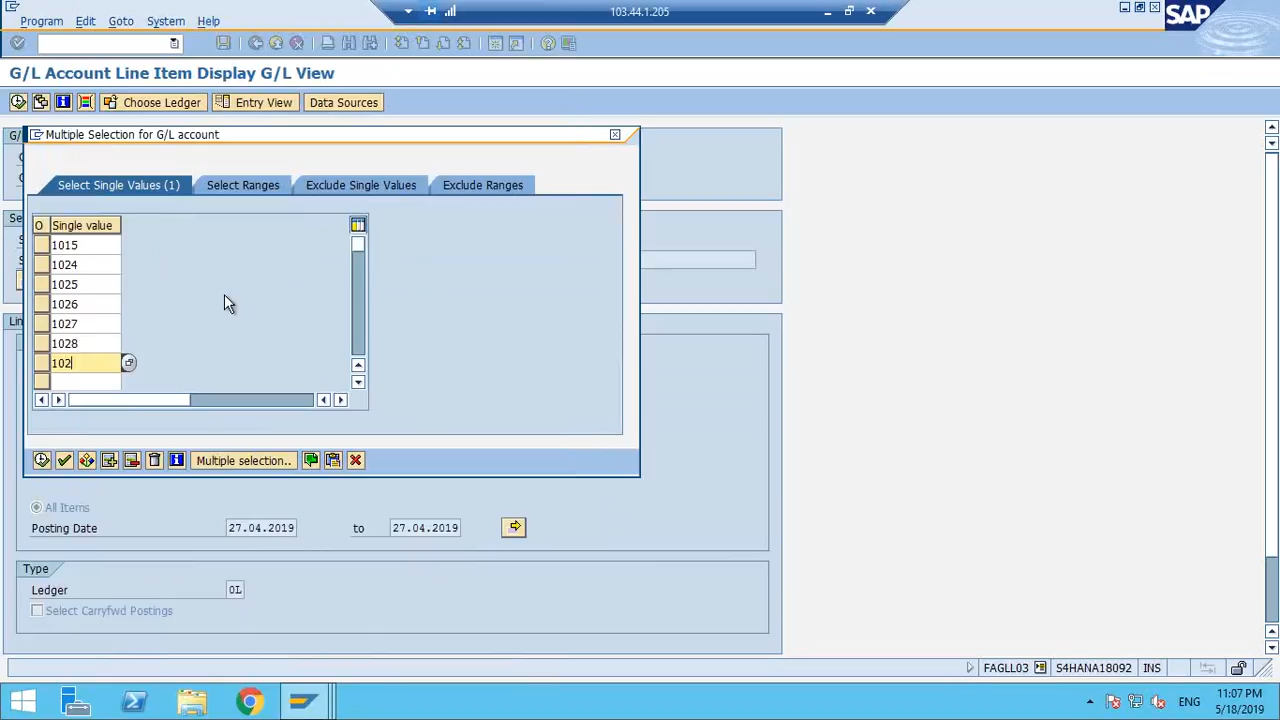 103.44.1.205
Program Edit Goto System Help
SAP
G/L Account Line Item Display G/L View
Choose Ledger Entry View Data Sources
G/
Multiple Selection for G/L account
Select Single Values (1) Select Ranges Exclude Single Values Exclude Ranges
O Single value
1015
1024
1025
1026
1027
1028
102
Multiple selection..
All Items
Posting Date 27.04.2019 to 27.04.2019
Type
Ledger 0L
Select Carryfwd Postings
FAGLL03 S4HANA18092 INS
ENG
11:07 PM
5/18/2019